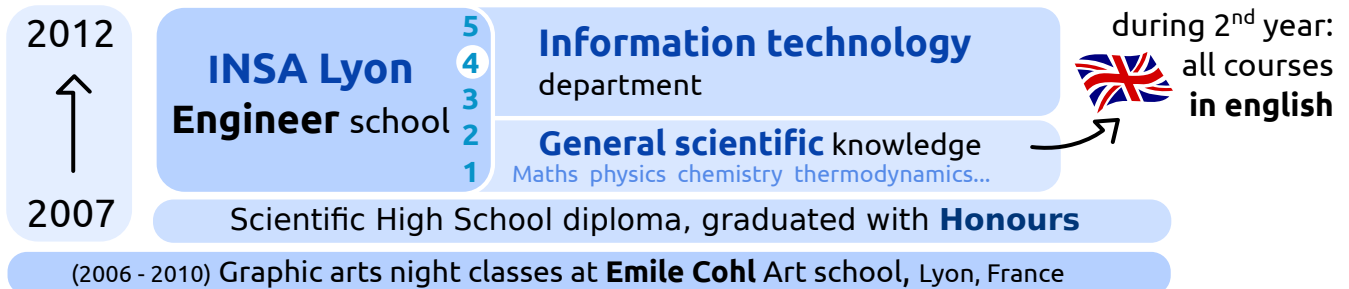 2012
2007
INSA Lyon
Engineer school
5
4
3
2
1
Information technology
department
General scientific knowledge
Maths physics chemistry thermodynamics...
during 2nd year:
all courses
in english
Scientific High School diploma, graduated with Honours
(2006 - 2010) Graphic arts night classes at Emile Cohl Art school, Lyon, France